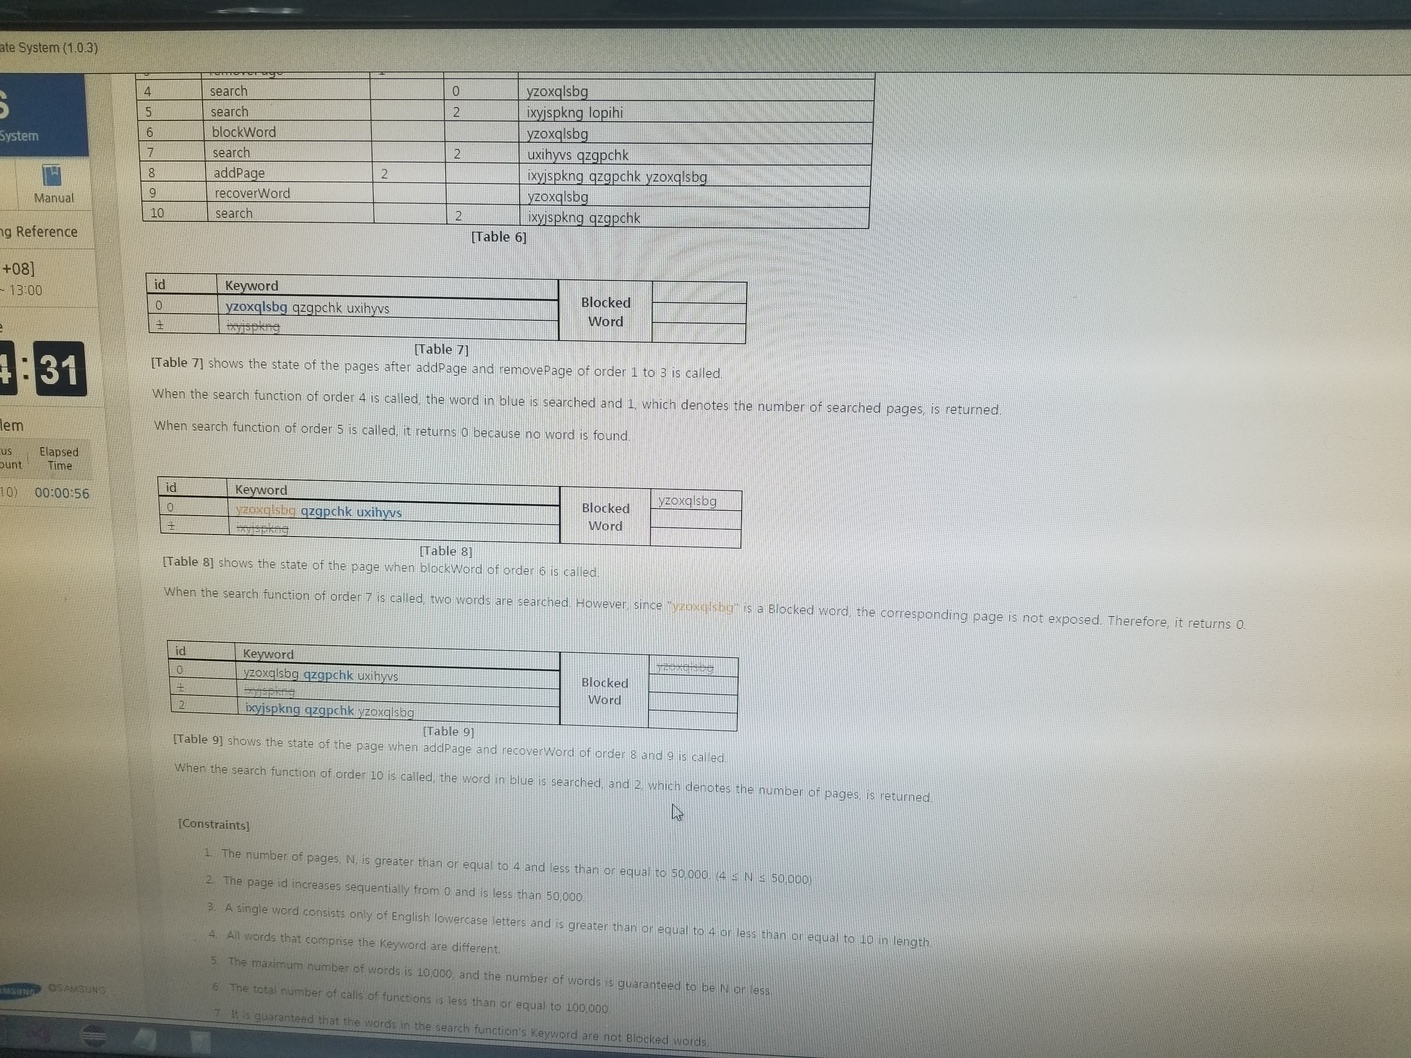 ate System (1.0.3)
S
System
Manual
ng Reference
+08]
~ 13:00
4:31
lem
us
ount
Elapsed
Time
10) 00:00:56
4 search 0 yzoxqlsbg
5 search 2 ixyjspkng lopihi
6 blockWord yzoxqlsbg
7 search 2 uxihyvs qzgpchk
8 addPage 2 ixyjspkng qzgpchk yzoxqlsbg
9 recoverWord yzoxqlsbg
10 search 2 ixyjspkng qzgpchk
[Table 6]
id Keyword
0 yzoxqlsbg qzgpchk uxihyvs
1 ixyjspkng
Blocked
Word
[Table 7]
[Table 7] shows the state of the pages after addPage and removePage of order 1 to 3 is called.
When the search function of order 4 is called, the word in blue is searched and 1, which denotes the number of searched pages, is returned.
When search function of order 5 is called, it returns 0 because no word is found.
id Keyword
0 yzoxqlsbg qzgpchk uxihyvs
1 ixyjspkng
Blocked
Word
yzoxqlsbg
[Table 8]
[Table 8] shows the state of the page when blockWord of order 6 is called.
When the search function of order 7 is called, two words are searched. However, since "yzoxqlsbg" is a Blocked word, the corresponding page is not exposed. Therefore, it returns 0.
id Keyword
0 yzoxqlsbg qzgpchk uxihyvs
1 ixyjspkng
2 ixyjspkng qzgpchk yzoxqlsbg
Blocked
Word
yzoxqlsbg
[Table 9]
[Table 9] shows the state of the page when addPage and recoverWord of order 8 and 9 is called.
When the search function of order 10 is called, the word in blue is searched, and 2, which denotes the number of pages, is returned.
[Constraints]
1. The number of pages, N, is greater than or equal to 4 and less than or equal to 50,000. (4 ≤ N ≤ 50,000)
2. The page id increases sequentially from 0 and is less than 50,000.
3. A single word consists only of English lowercase letters and is greater than or equal to 4 or less than or equal to 10 in length.
4. All words that comprise the Keyword are different.
5. The maximum number of words is 10,000, and the number of words is guaranteed to be N or less.
6. The total number of calls of functions is less than or equal to 100,000.
7. It is guaranteed that the words in the search function's Keyword are not Blocked words.
SAMSUNG ©SAMSUNG